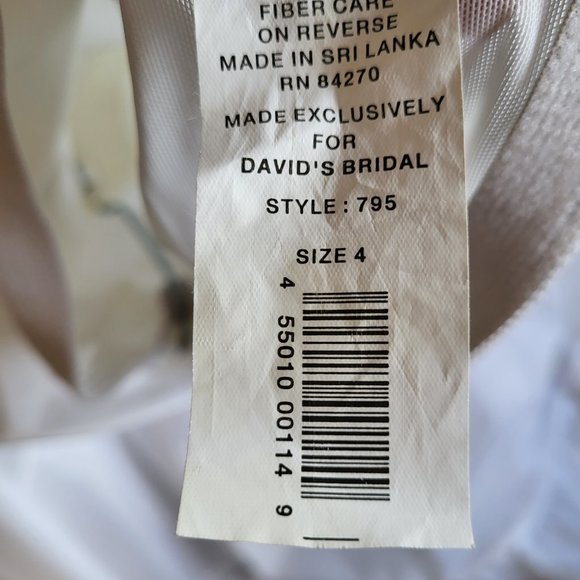 FIBER CARE
ON REVERSE
MADE IN SRI LANKA
RN 84270
MADE EXCLUSIVELY
FOR
DAVID'S BRIDAL
STYLE : 795
SIZE 4
4 55010 00114 9